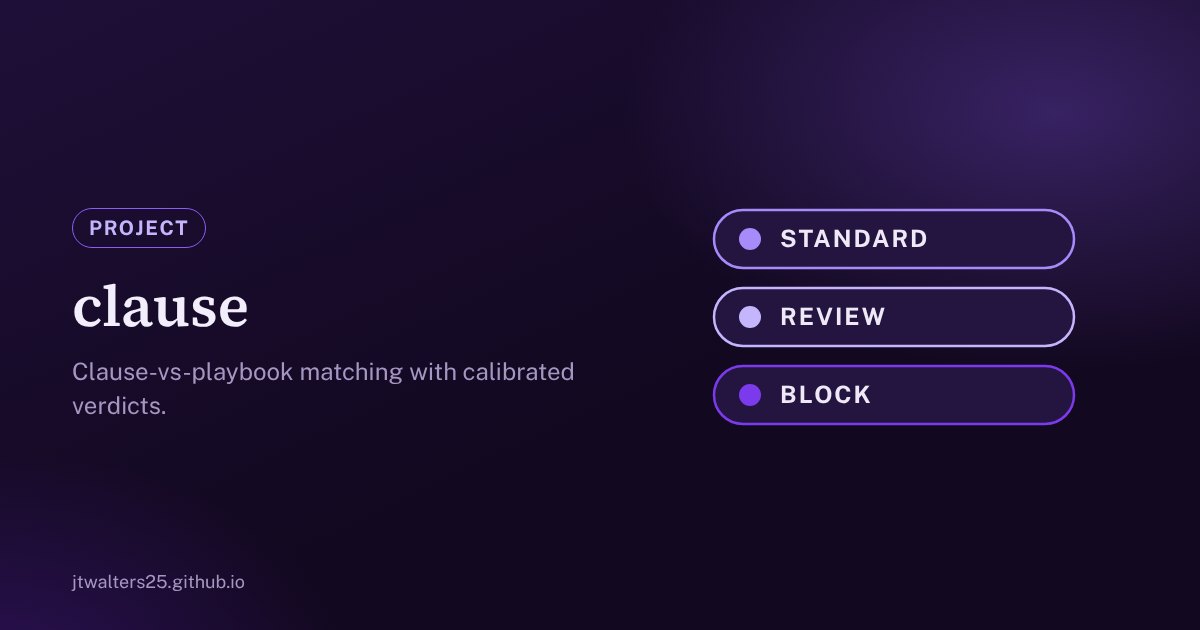 PROJECT
clause
Clause-vs-playbook matching with calibrated
verdicts.
STANDARD
REVIEW
BLOCK
jtwalters25.github.io